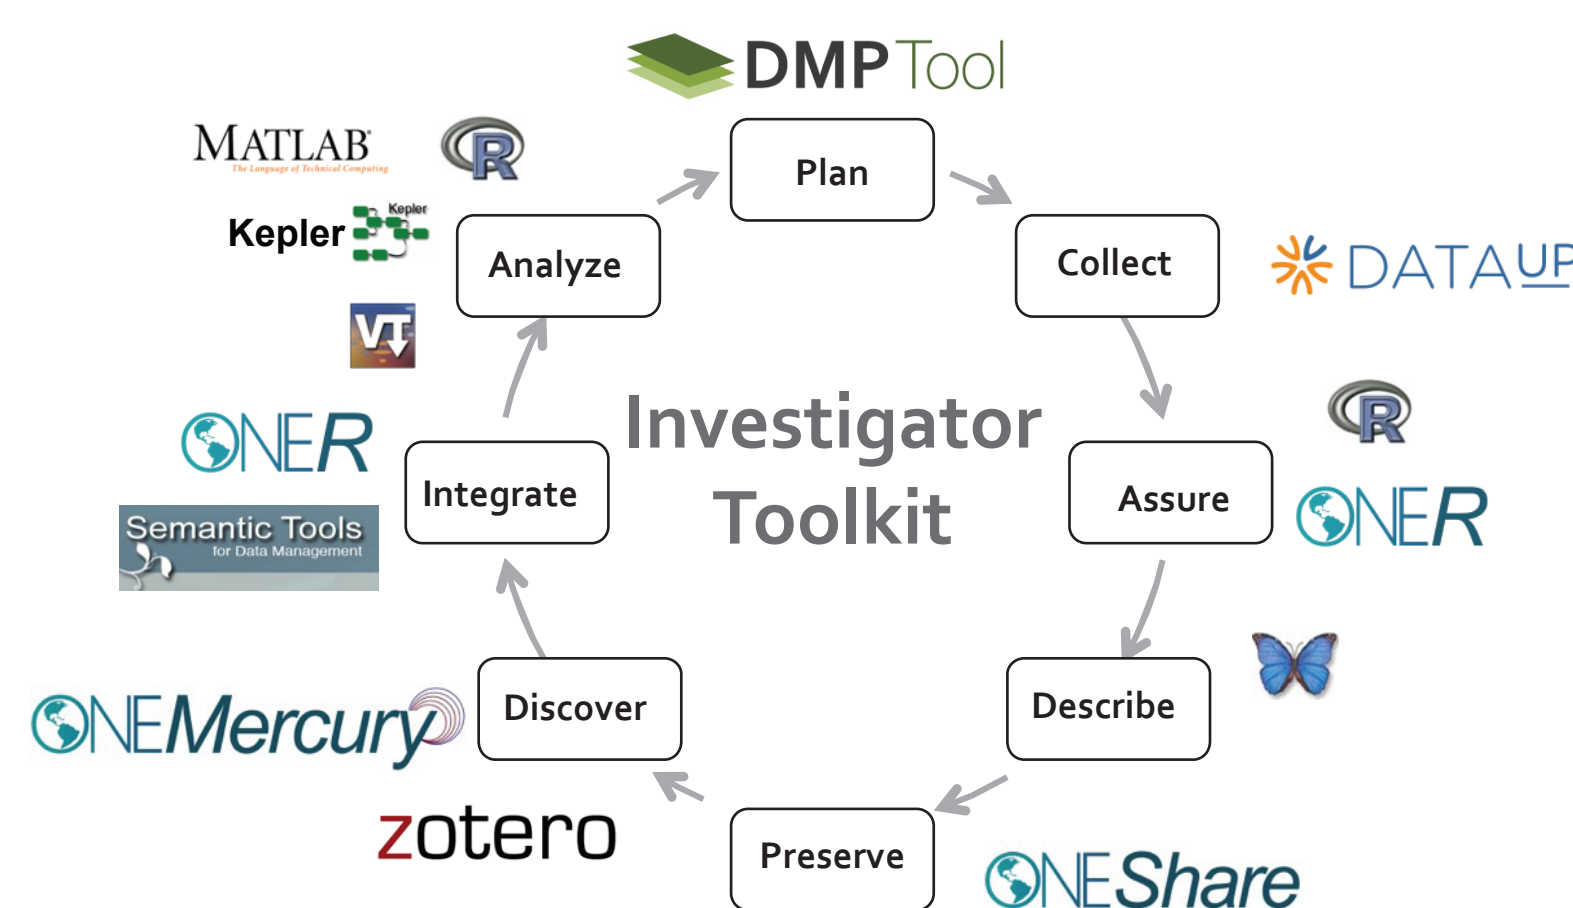 DMPTool
MATLAB®
The Language of Technical Computing
R
Plan
Kepler
Kepler
Analyze
Collect
DATAUP
VT
Investigator
Toolkit
R
ONER
Integrate
Assure
ONER
Semantic Tools
for Data Management
ONEMercury
Discover
Describe
zotero
Preserve
ONEShare